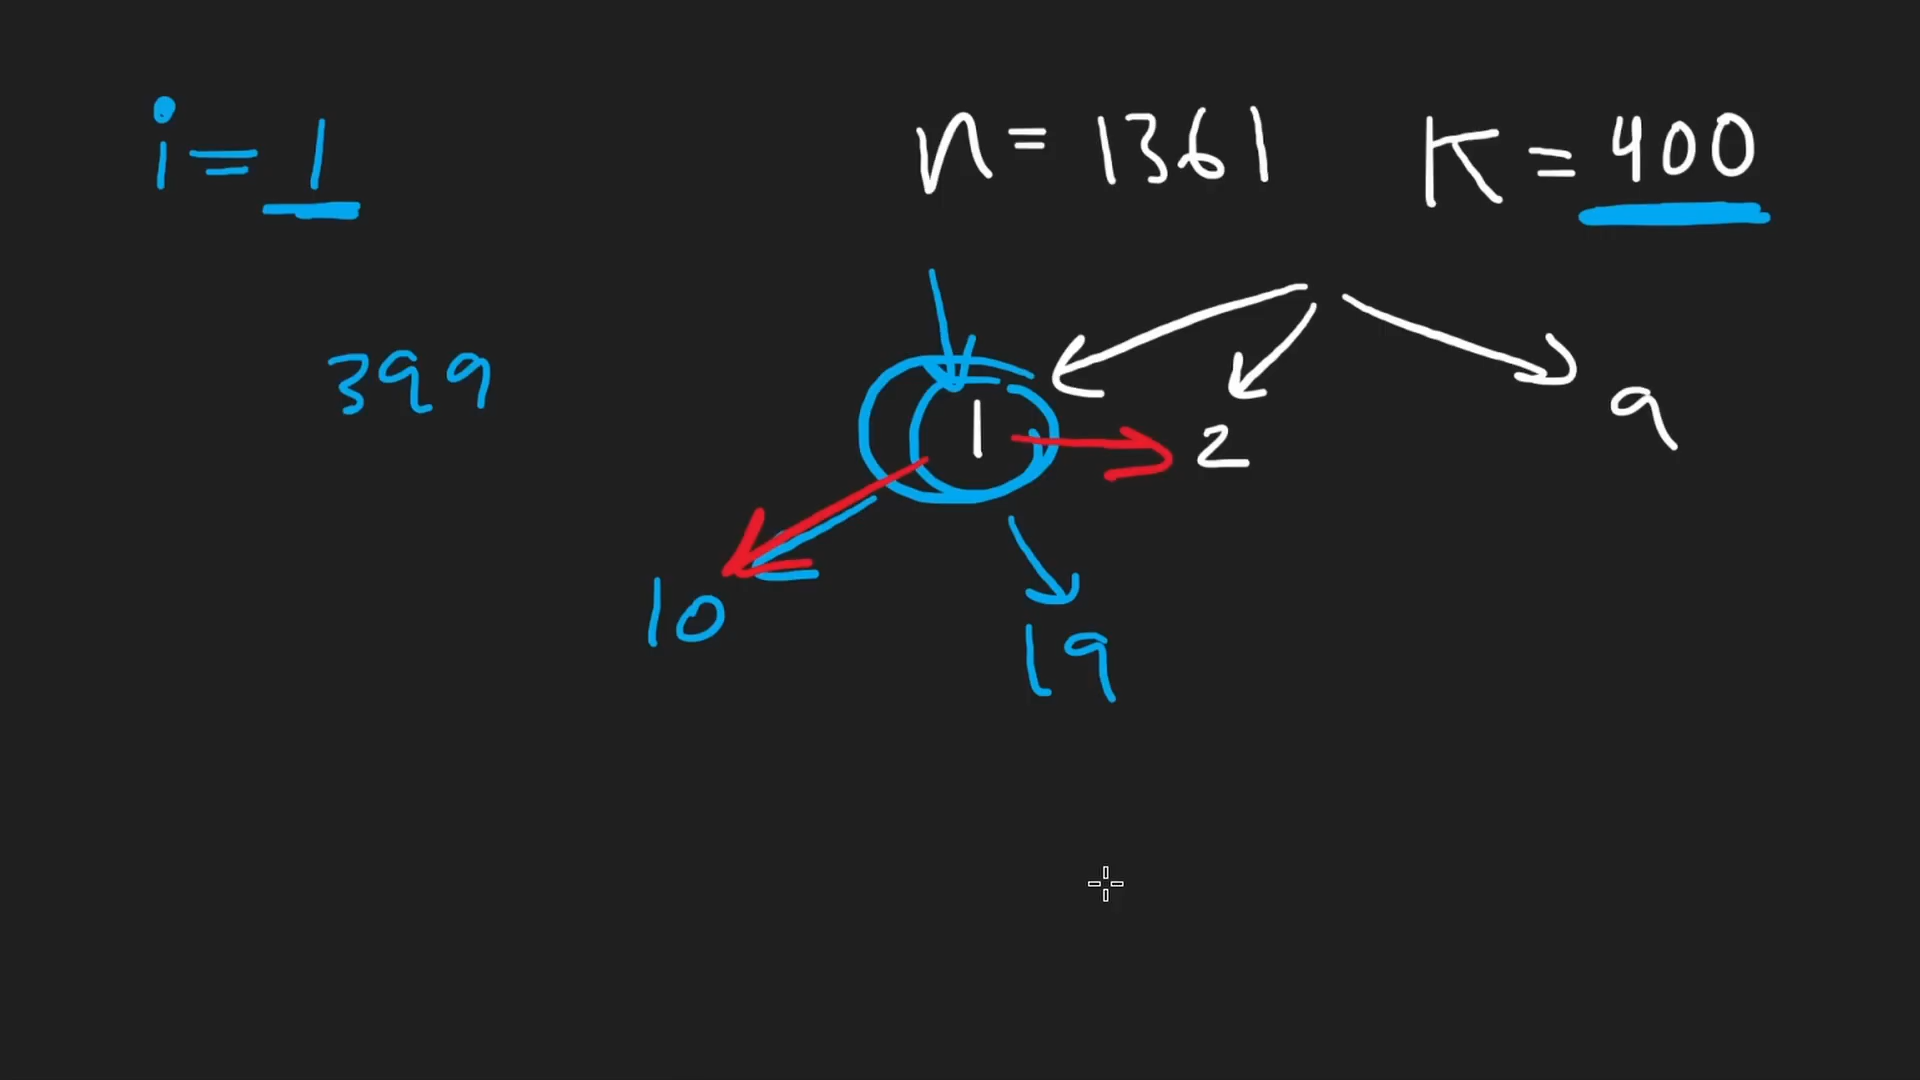 i = 1
n = 1361
K = 400
399
1
2
9
10
19